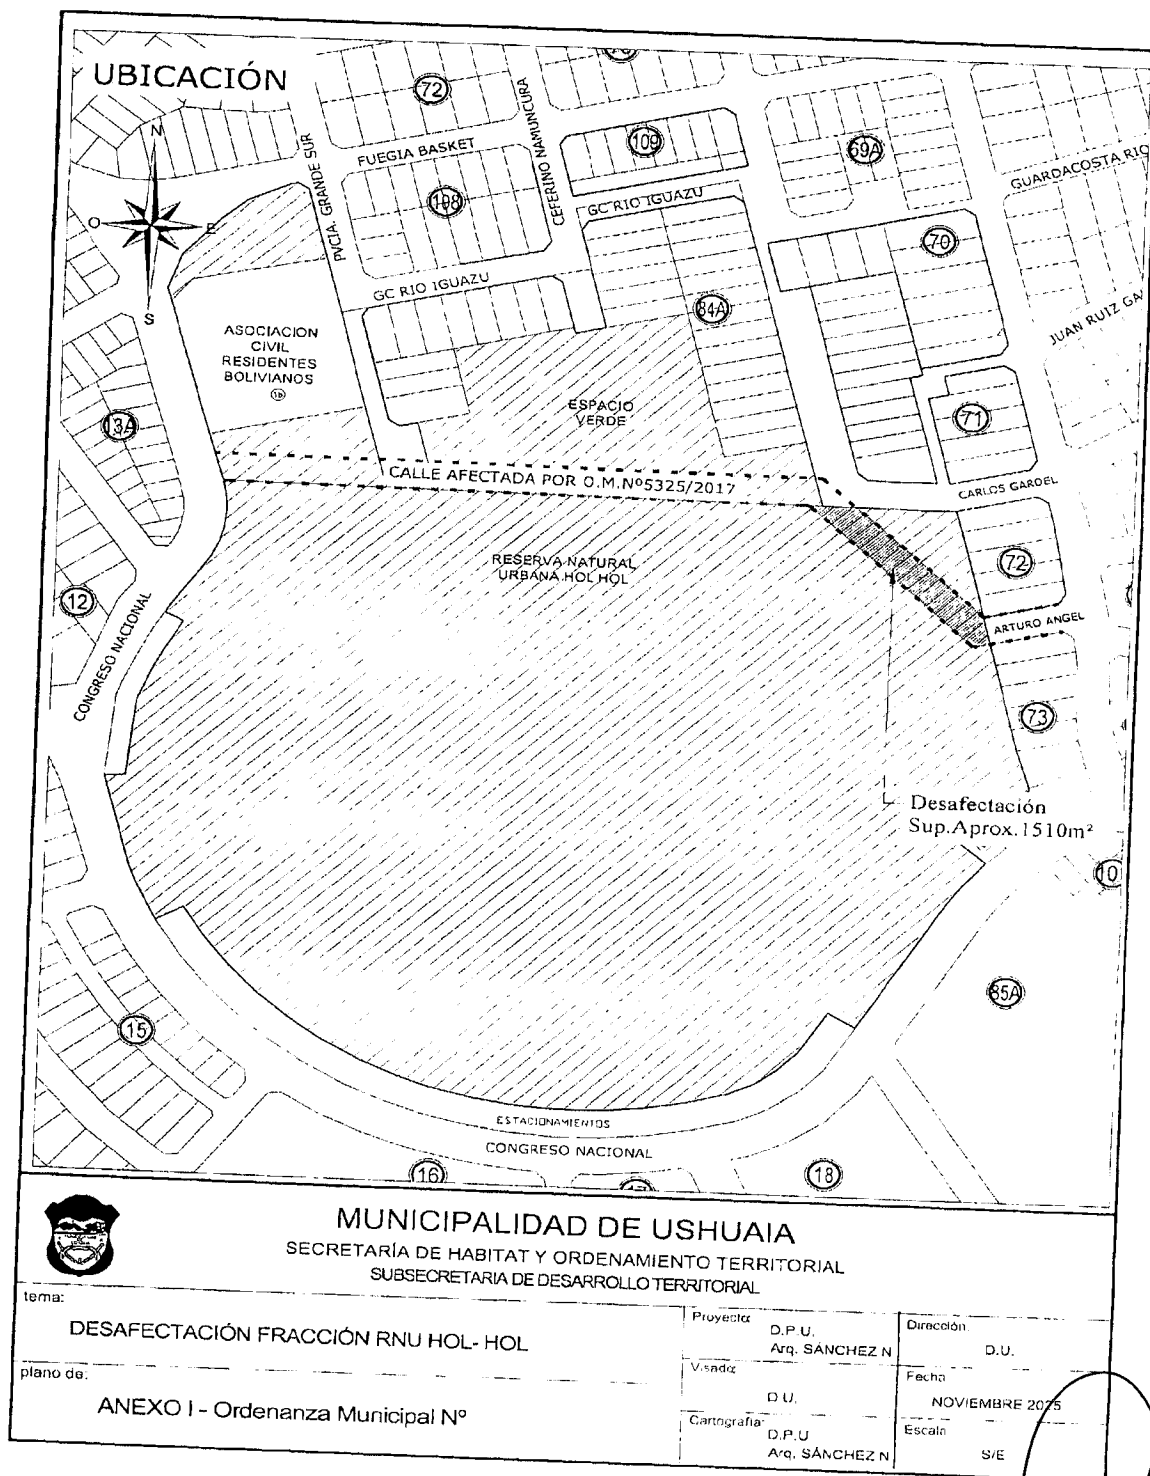 UBICACIÓN
N
O
E
S
72
109
69A
108
70
84A
71
13A
12
72
73
10
85A
15
16
17
18
FUEGIA BASKET
PVCIA. GRANDE SUR
CEFERINO NAMUNCURA
GC RIO IGUAZU
GC RIO IGUAZU
GUARDACOSTA RIO
JUAN RUIZ GA
ASOCIACION
CIVIL
RESIDENTES
BOLIVIANOS
1B
ESPACIO
VERDE
CALLE AFECTADA POR O.M.Nº5325/2017
CARLOS GARDEL
RESERVA NATURAL
URBANA HOL HOL
ARTURO ANGEL
CONGRESO NACIONAL
Desafectación
Sup.Aprox.1510m²
ESTACIONAMIENTOS
CONGRESO NACIONAL
MUNICIPALIDAD DE USHUAIA
SECRETARÍA DE HABITAT Y ORDENAMIENTO TERRITORIAL
SUBSECRETARIA DE DESARROLLO TERRITORIAL
tema:
DESAFECTACIÓN FRACCIÓN RNU HOL- HOL
plano de:
ANEXO I - Ordenanza Municipal Nº
Proyecto:
D.P.U.
Arq. SÁNCHEZ N
Dirección:
D.U.
Visado:
D.U.
Fecha
NOVIEMBRE 2025
Cartografía:
D.P.U
Arq. SÁNCHEZ N
Escala
S/E